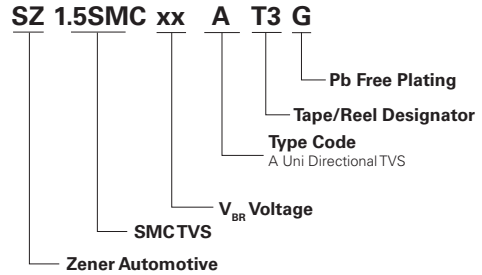 SZ 1.5SMC xx A T3 G
Pb Free Plating
Tape/Reel Designator
Type Code
A Uni Directional TVS
VBR Voltage
SMC TVS
Zener Automotive